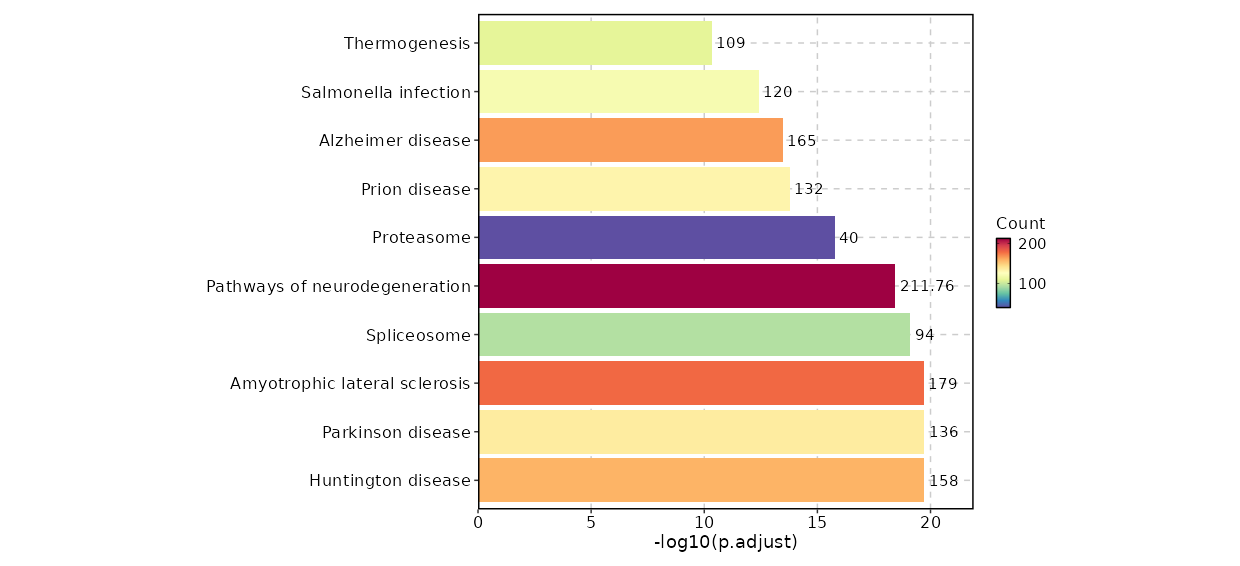 Thermogenesis
109
Salmonella infection
120
Alzheimer disease
165
Prion disease
132
Proteasome
40
Pathways of neurodegeneration
211.76
Spliceosome
94
Amyotrophic lateral sclerosis
179
Parkinson disease
136
Huntington disease
158
0 5 10 15 20
-log10(p.adjust)
Count
200
100